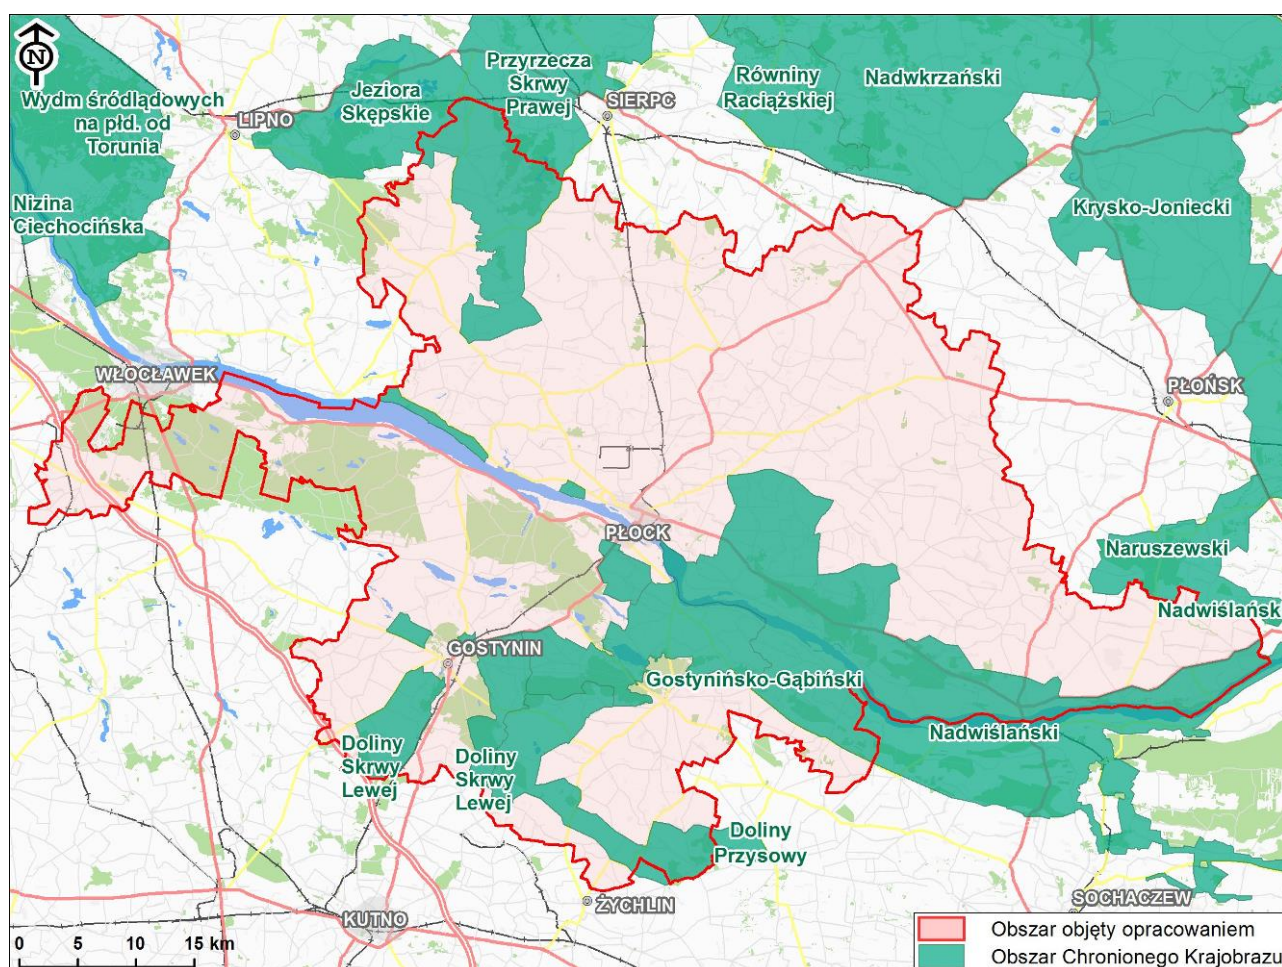 N
Wydm śródlądowych
na płd. od
Torunia
LIPNO
Jeziora
Skępskie
Przyrzecza
Skrwy
Prawej
SIERPC
Równiny
Raciąskiej
Nadwkrzański
Nizina
Ciechocińska
Krysko-Joniecki
WŁOCŁAWEK
PŁOŃSK
PŁOCK
Naruszewski
Nadwiślańsk
GOSTYNIN
Gostynińsko-Gąbiński
Nadwiślański
Doliny
Skrwy
Lewej
Doliny
Skrwy
Lewej
Doliny
Przysowy
ŻYCHLIN
SOCHACZEW
KUTNO
0 5 10 15 km
Obszar objęty opracowaniem
Obszar Chronionego Krajobrazu